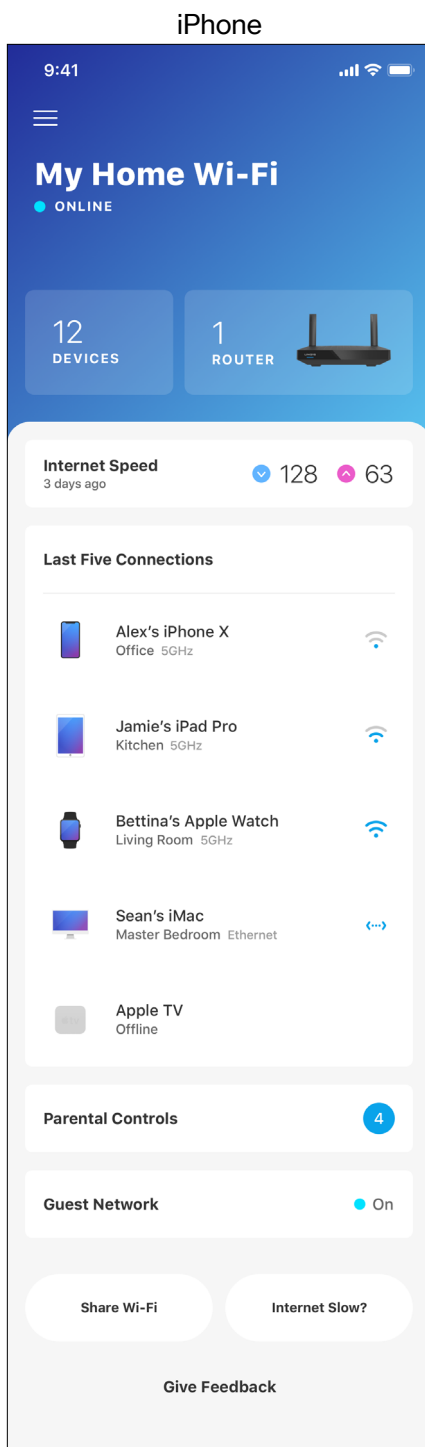 iPhone
9:41
My Home Wi-Fi
ONLINE
12
DEVICES
1
ROUTER
Internet Speed
3 days ago
128
63
Last Five Connections
Alex’s iPhone X
Office 5GHz
Jamie’s iPad Pro
Kitchen 5GHz
Bettina’s Apple Watch
Living Room 5GHz
Sean’s iMac
Master Bedroom Ethernet
Apple TV
Offline
Parental Controls
4
Guest Network
On
Share Wi-Fi
Internet Slow?
Give Feedback